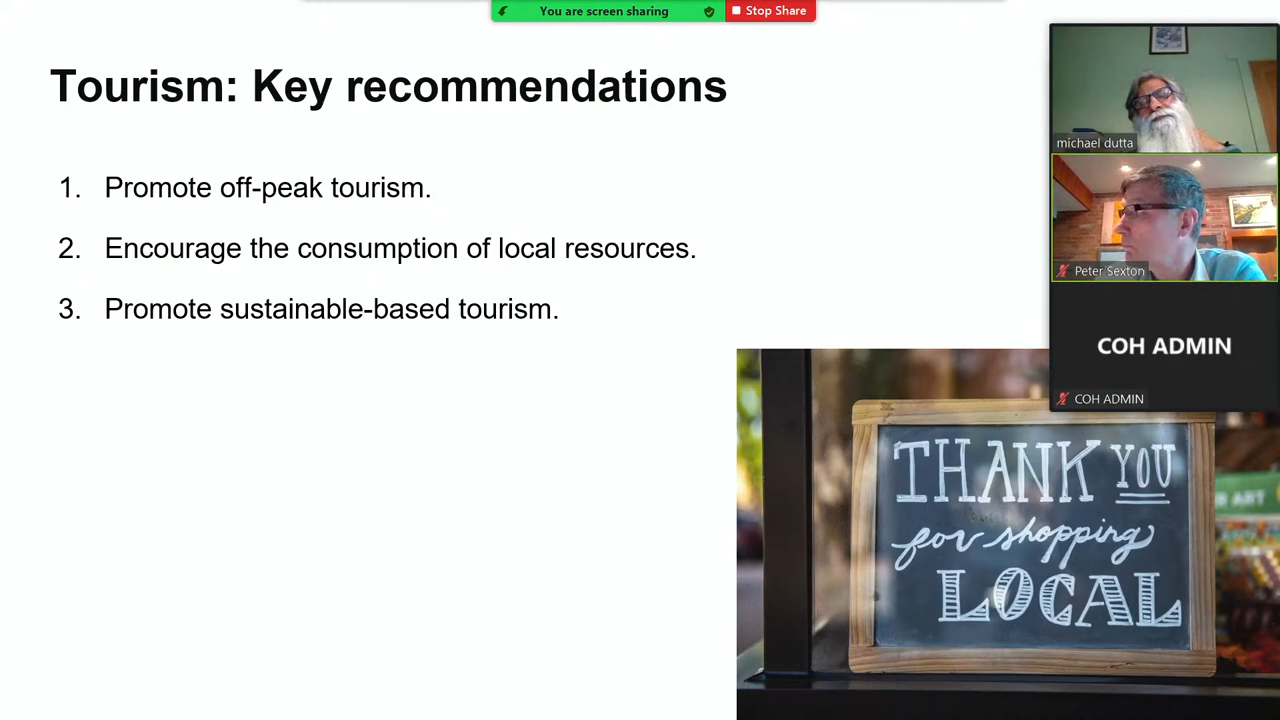 You are screen sharing
Stop Share
Tourism: Key recommendations
1. Promote off-peak tourism.
2. Encourage the consumption of local resources.
3. Promote sustainable-based tourism.
michael dutta
Peter Sexton
COH ADMIN
COH ADMIN
THANK YOU
for shopping
LOCAL
ART